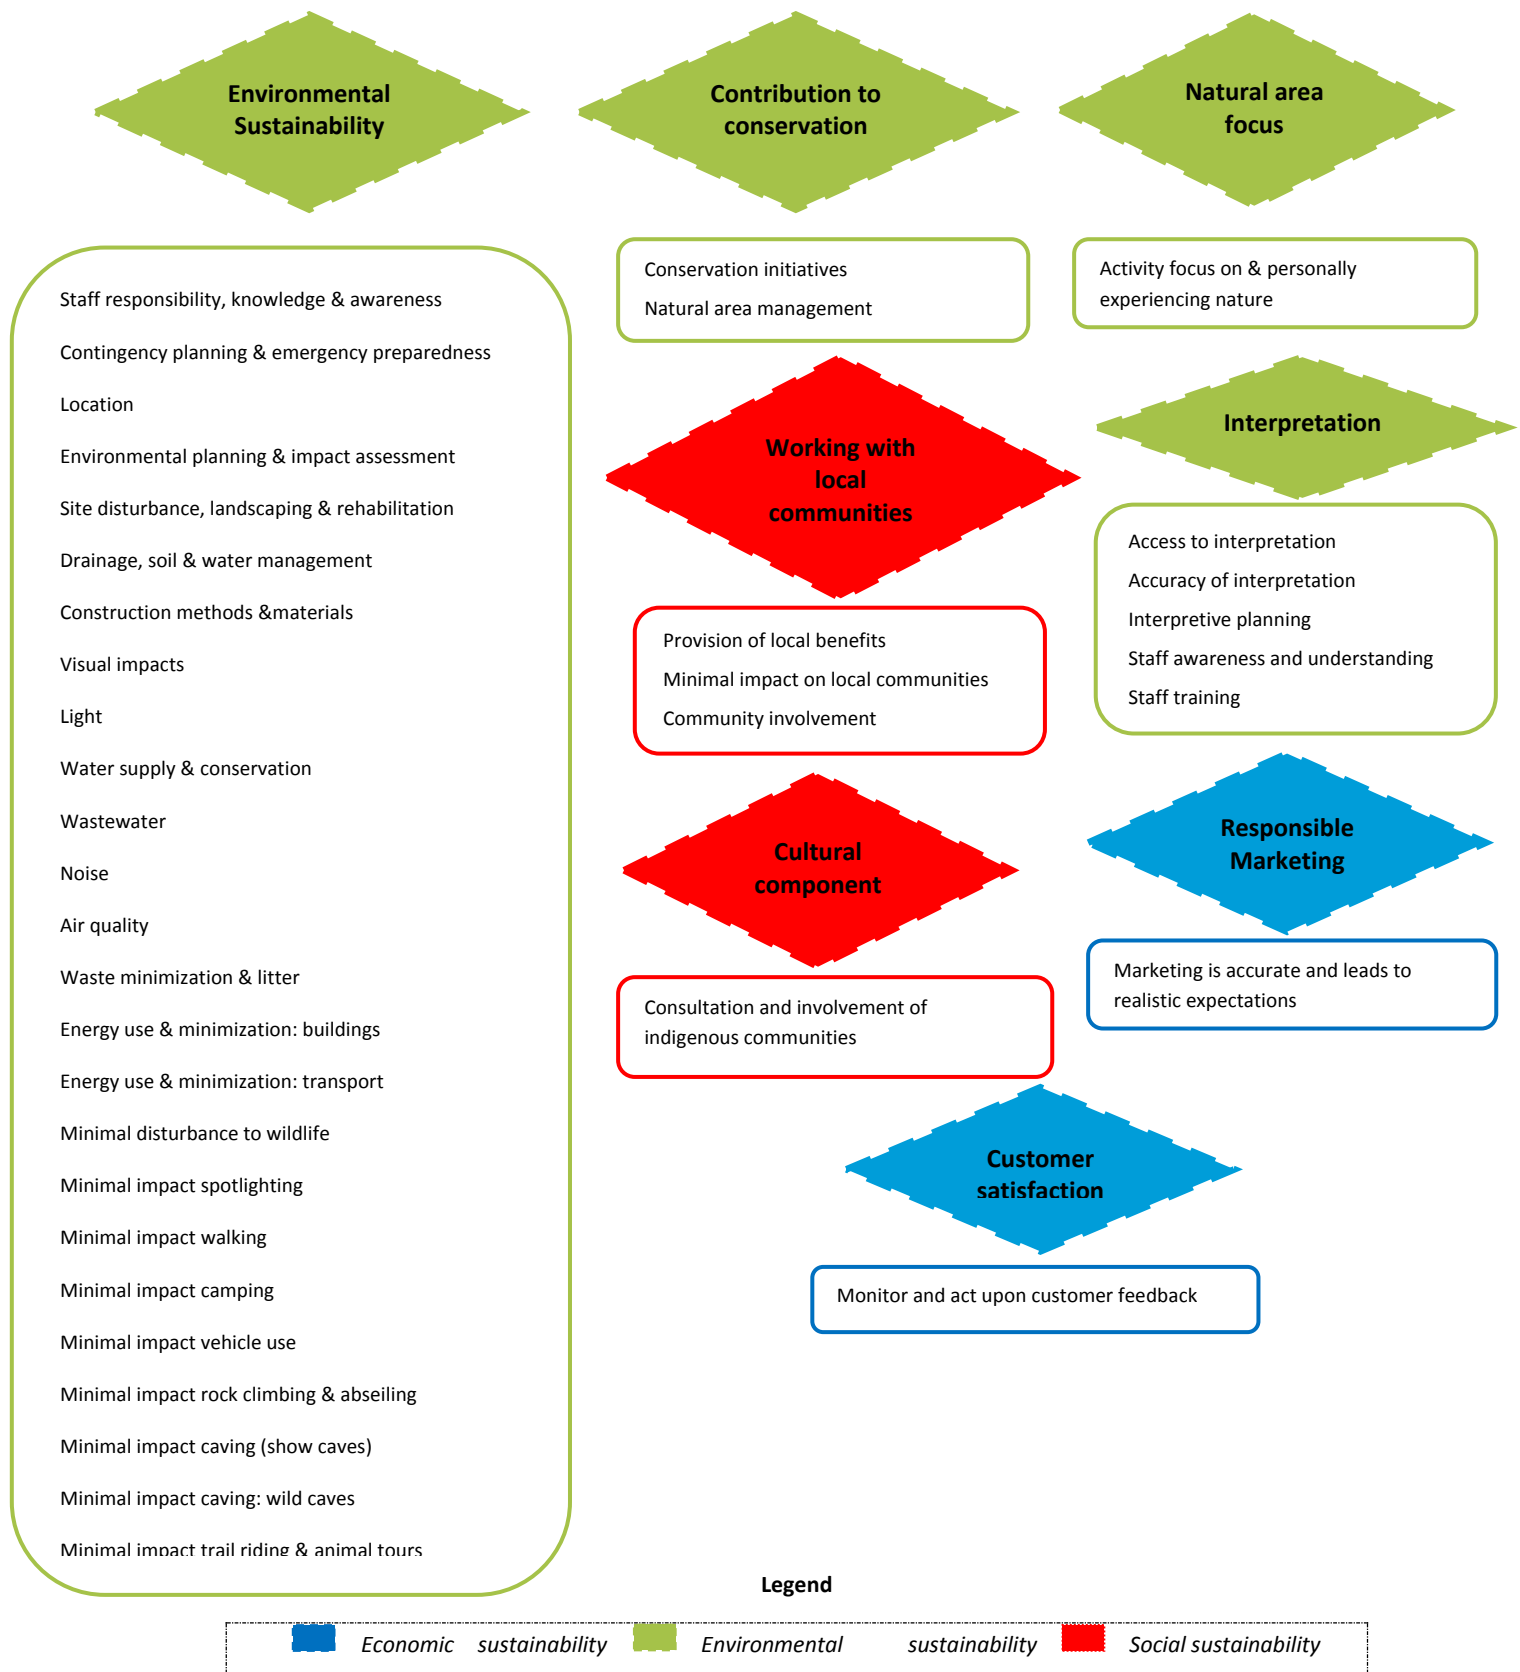 Environmental
Sustainability
Staff responsibility, knowledge & awareness
Contingency planning & emergency preparedness
Location
Environmental planning & impact assessment
Site disturbance, landscaping & rehabilitation
Drainage, soil & water management
Construction methods &materials
Visual impacts
Light
Water supply & conservation
Wastewater
Noise
Air quality
Waste minimization & litter
Energy use & minimization: buildings
Energy use & minimization: transport
Minimal disturbance to wildlife
Minimal impact spotlighting
Minimal impact walking
Minimal impact camping
Minimal impact vehicle use
Minimal impact rock climbing & abseiling
Minimal impact caving (show caves)
Minimal impact caving: wild caves
Minimal impact trail riding & animal tours
Contribution to
conservation
Conservation initiatives
Natural area management
Working with
local
communities
Provision of local benefits
Minimal impact on local communities
Community involvement
Cultural
component
Consultation and involvement of
indigenous communities
Natural area
focus
Activity focus on & personally
experiencing nature
Interpretation
Access to interpretation
Accuracy of interpretation
Interpretive planning
Staff awareness and understanding
Staff training
Responsible
Marketing
Marketing is accurate and leads to
realistic expectations
Customer
satisfaction
Monitor and act upon customer feedback
Legend
Economic sustainability Environmental sustainability Social sustainability